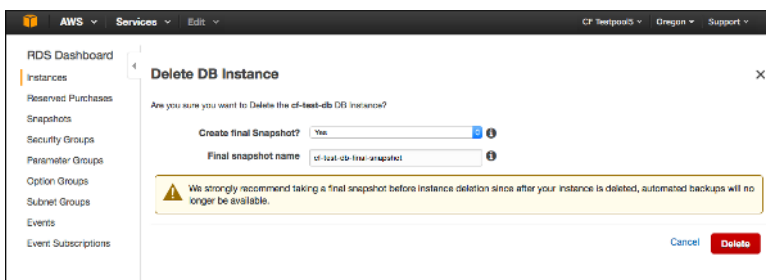 AWS Services Edit CF Testpool5 Oregon Support
RDS Dashboard
Instances
Reserved Purchases
Snapshots
Security Groups
Parameter Groups
Option Groups
Subnet Groups
Events
Event Subscriptions
Delete DB Instance
Are you sure you want to Delete the cf-test-db DB Instance?
Create final Snapshot? Yes
Final snapshot name cf-test-db-final-snapshot
We strongly recommend taking a final snapshot before instance deletion since after your instance is deleted, automated backups will no
longer be available.
Cancel Delete